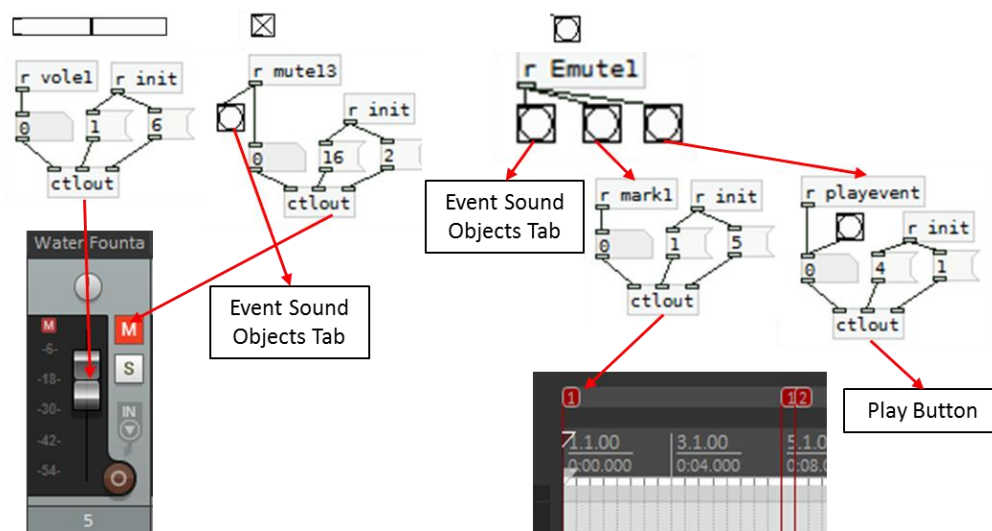 r vole1
r init
0
1
6
ctlout
r mute13
r init
0
16
2
ctlout
r Emute1
Event Sound
Objects Tab
r mark1
r init
0
1
5
ctlout
r playevent
r init
0
4
1
ctlout
Water Founta
M
M
-6-
S
-18-
-30-
IN
-42-
-54-
5
Event Sound
Objects Tab
1
1
2
1.1.00
3.1.00
5.1.0
0:00.000
0:04.000
0:08.0
Play Button